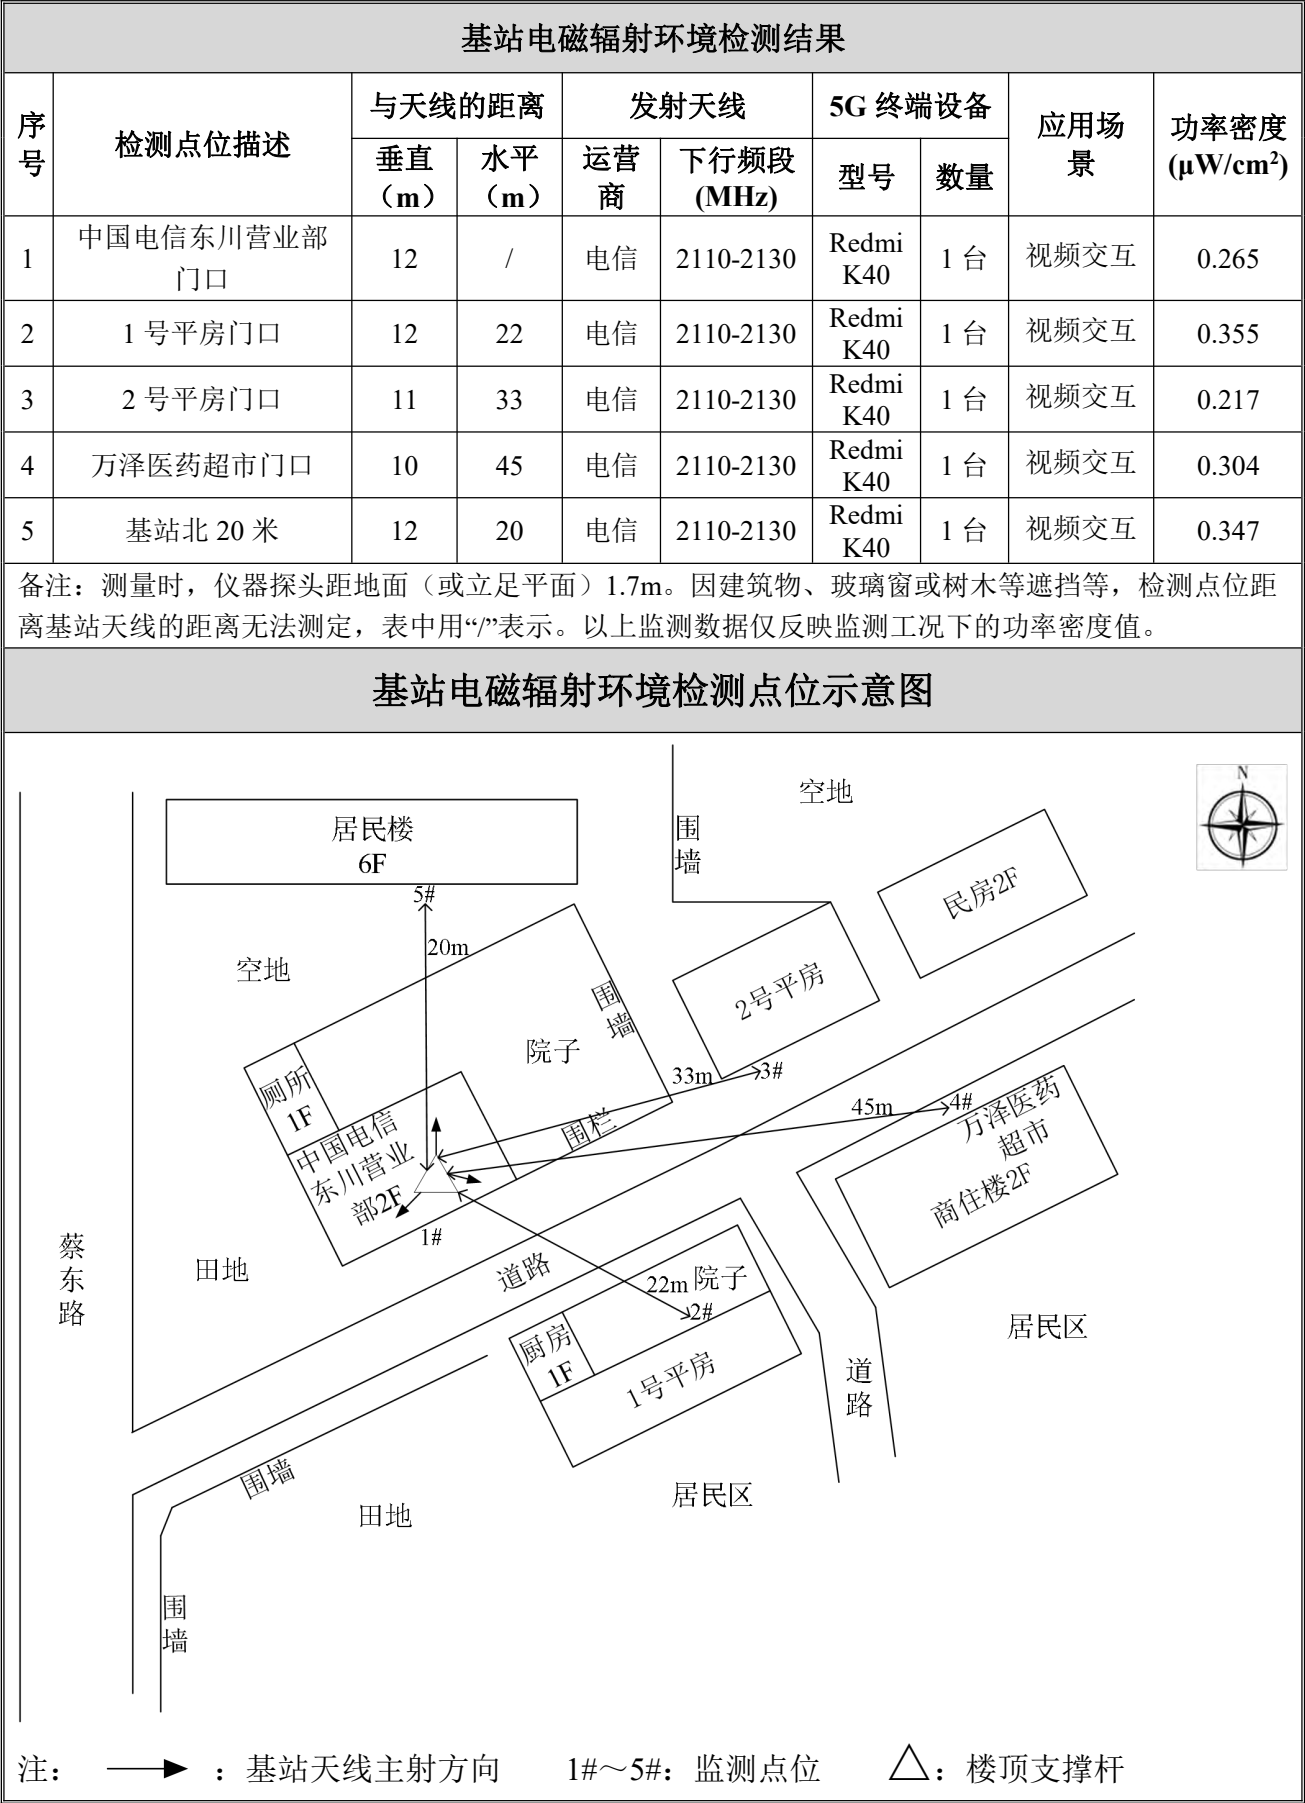 基站电磁辐射环境检测结果
序号 检测点位描述 与天线的距离 发射天线 5G 终端设备 应用场景 功率密度(μW/cm²)
垂直（m） 水平（m） 运营商 下行频段(MHz) 型号 数量
1 中国电信东川营业部门口 12 / 电信 2110-2130 Redmi K40 1 台 视频交互 0.265
2 1 号平房门口 12 22 电信 2110-2130 Redmi K40 1 台 视频交互 0.355
3 2 号平房门口 11 33 电信 2110-2130 Redmi K40 1 台 视频交互 0.217
4 万泽医药超市门口 10 45 电信 2110-2130 Redmi K40 1 台 视频交互 0.304
5 基站北 20 米 12 20 电信 2110-2130 Redmi K40 1 台 视频交互 0.347
备注：测量时，仪器探头距地面（或立足平面）1.7m。因建筑物、玻璃窗或树木等遮挡等，检测点位距
离基站天线的距离无法测定，表中用“/”表示。以上监测数据仅反映监测工况下的功率密度值。
基站电磁辐射环境检测点位示意图
N
空地
居民楼
6F
围墙
民房2F
5#
20m
空地
2号平房
围墙
院子
厕所
1F
33m
3#
45m
4#
万泽医药
超市
商住楼2F
围栏
中国电信
东川营业
部2F
1#
蔡东路
田地
道路
22m
院子
2#
厨房
1F
1号平房
居民区
道路
围墙
田地
居民区
围墙
注： ：基站天线主射方向 1#～5#：监测点位 △：楼顶支撑杆